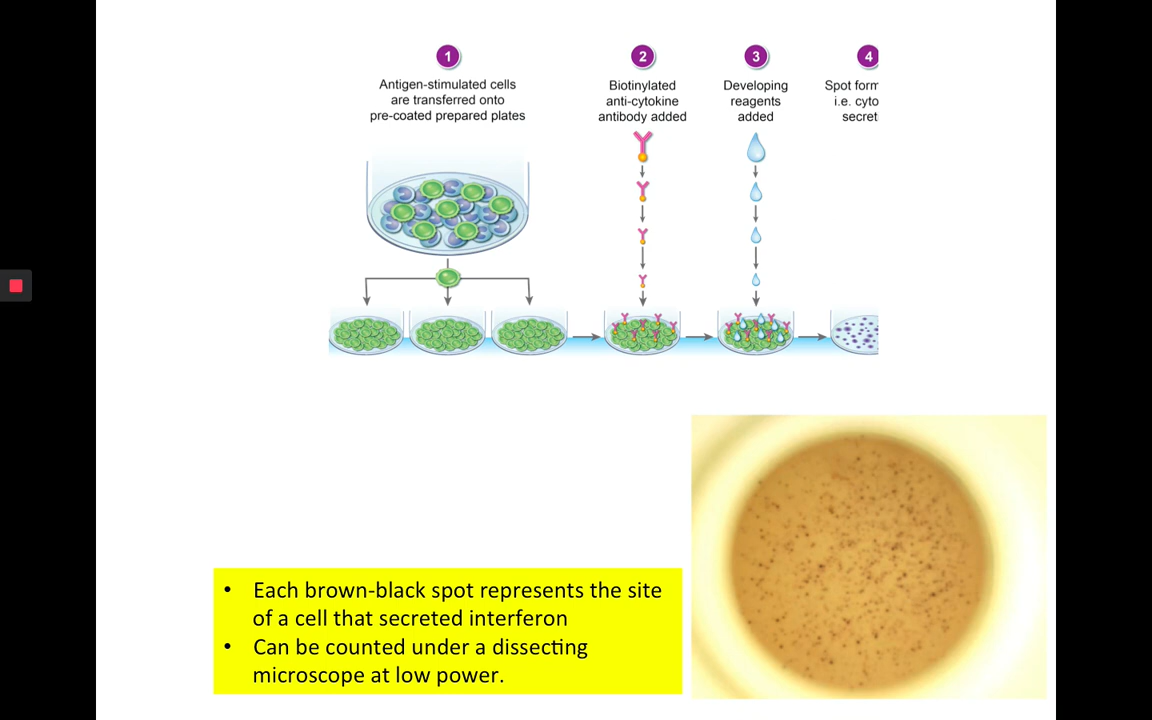 1
Antigen-stimulated cells
are transferred onto
pre-coated prepared plates
2
Biotinylated
anti-cytokine
antibody added
3
Developing
reagents
added
4
Spot form
i.e. cyto
secret
• Each brown-black spot represents the site
of a cell that secreted interferon
• Can be counted under a dissecting
microscope at low power.